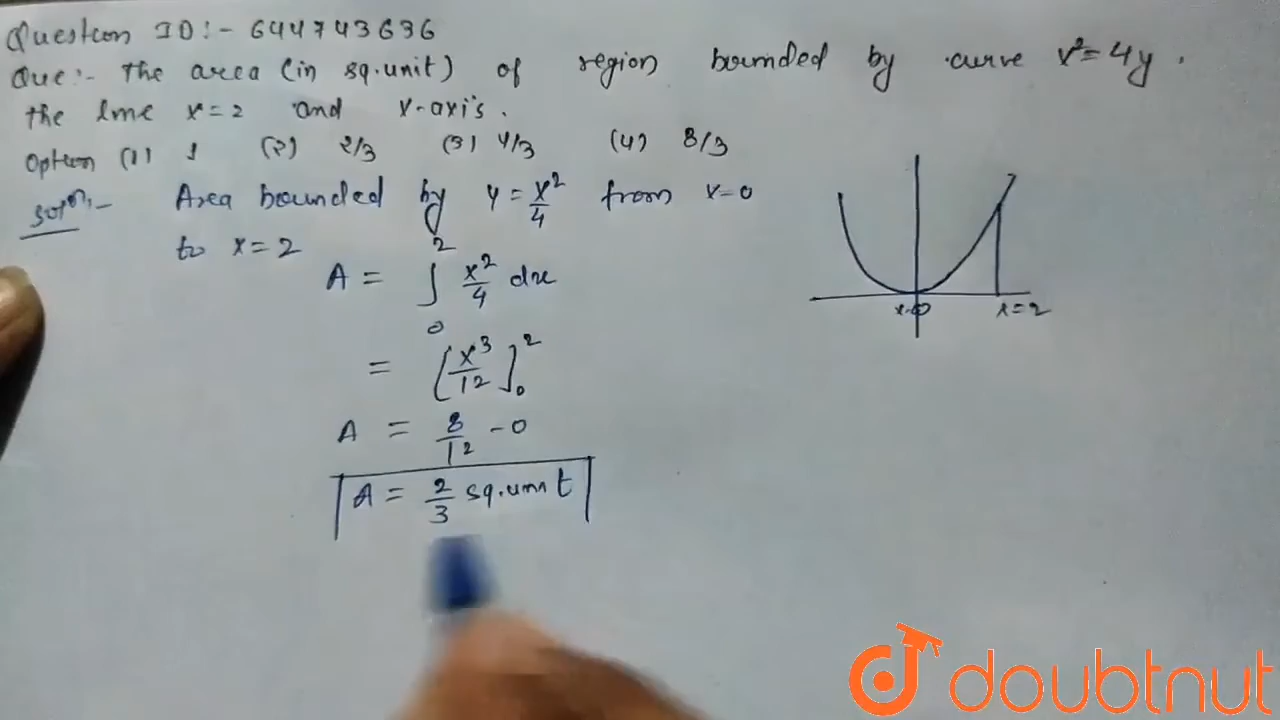 Question ID:- 644743636
Que:- The area (in sq.unit) of region bounded by curve x²=4y.
the line x=2 and x-axis.
Option (1) 1 (2) 2/3 (3) 4/3 (4) 8/3
Solⁿ:- Area bounded by y = x²/4 from x=0
to x=2
A = ∫₀² x²/4 dx
= [x³/12]₀²
A = 8/12 - 0
A = 2/3 sq.unit
x=0 x=2
doubtnut